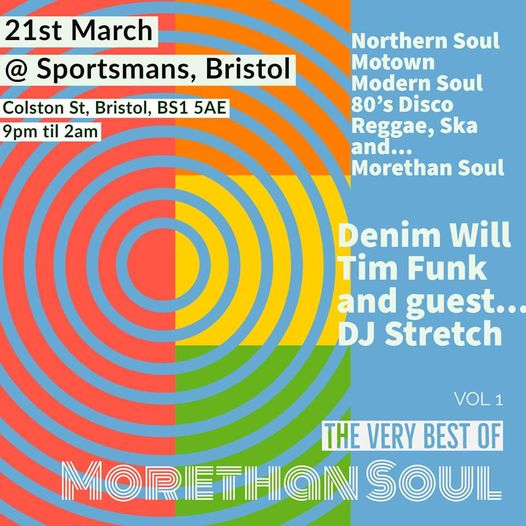 21st March
@ Sportsmans, Bristol
Colston St, Bristol, BS1 5AE
9pm til 2am
Northern Soul
Motown
Modern Soul
80’s Disco
Reggae, Ska
and...
Morethan Soul
Denim Will
Tim Funk
and guest...
DJ Stretch
VOL 1
THE VERY BEST OF
Morethan Soul